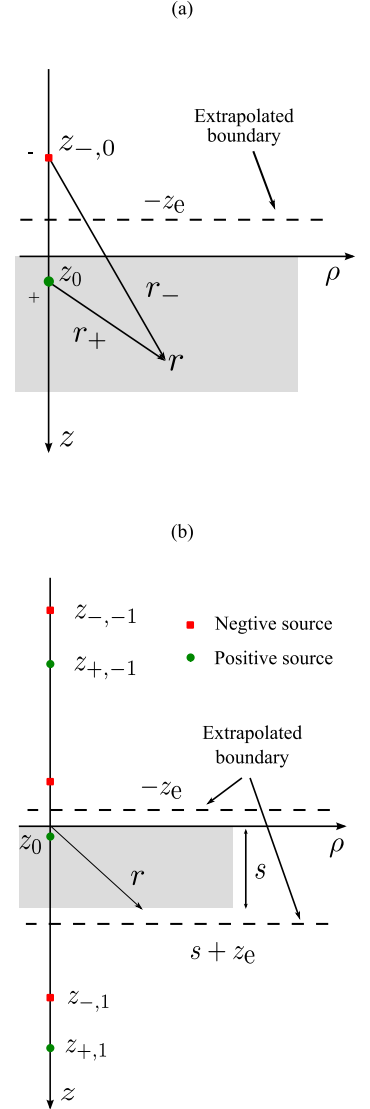 (a)
Extrapolated
boundary
-
z₋,₀
−zₑ
z₀
ρ
+
r₋
r₊
r
z
(b)
z₋,₋₁
Negtive source
z₊,₋₁
Positive source
Extrapolated
boundary
−zₑ
z₀
ρ
r
s
s + zₑ
z₋,₁
z₊,₁
z